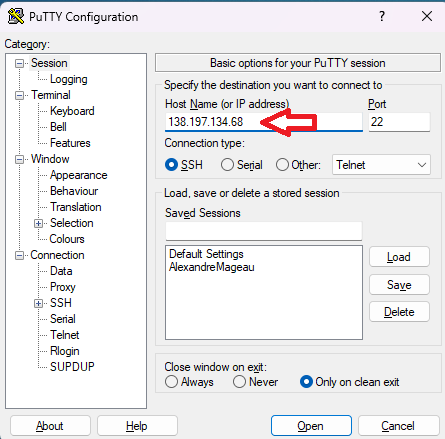 PuTTY Configuration
Category:
Session
Logging
Terminal
Keyboard
Bell
Features
Window
Appearance
Behaviour
Translation
Selection
Colours
Connection
Data
Proxy
SSH
Serial
Telnet
Rlogin
SUPDUP
Basic options for your PuTTY session
Specify the destination you want to connect to
Host Name (or IP address) Port
138.197.134.68 22
Connection type:
SSH Serial Other: Telnet
Load, save or delete a stored session
Saved Sessions
Default Settings
AlexandreMageau
Load
Save
Delete
Close window on exit:
Always Never Only on clean exit
About Help Open Cancel